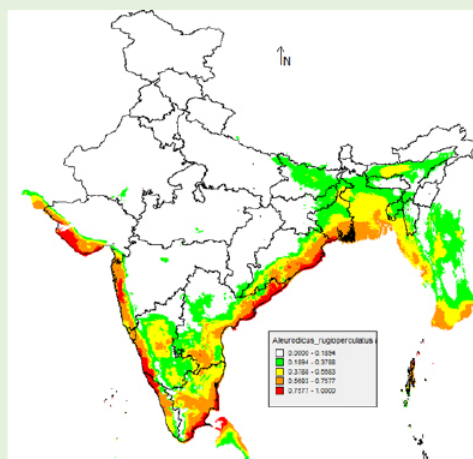 N
Aleurodicus_rugioperculatus
0.0000 - 0.1894
0.1894 - 0.3788
0.3788 - 0.5683
0.5683 - 0.7577
0.7577 - 1.0000